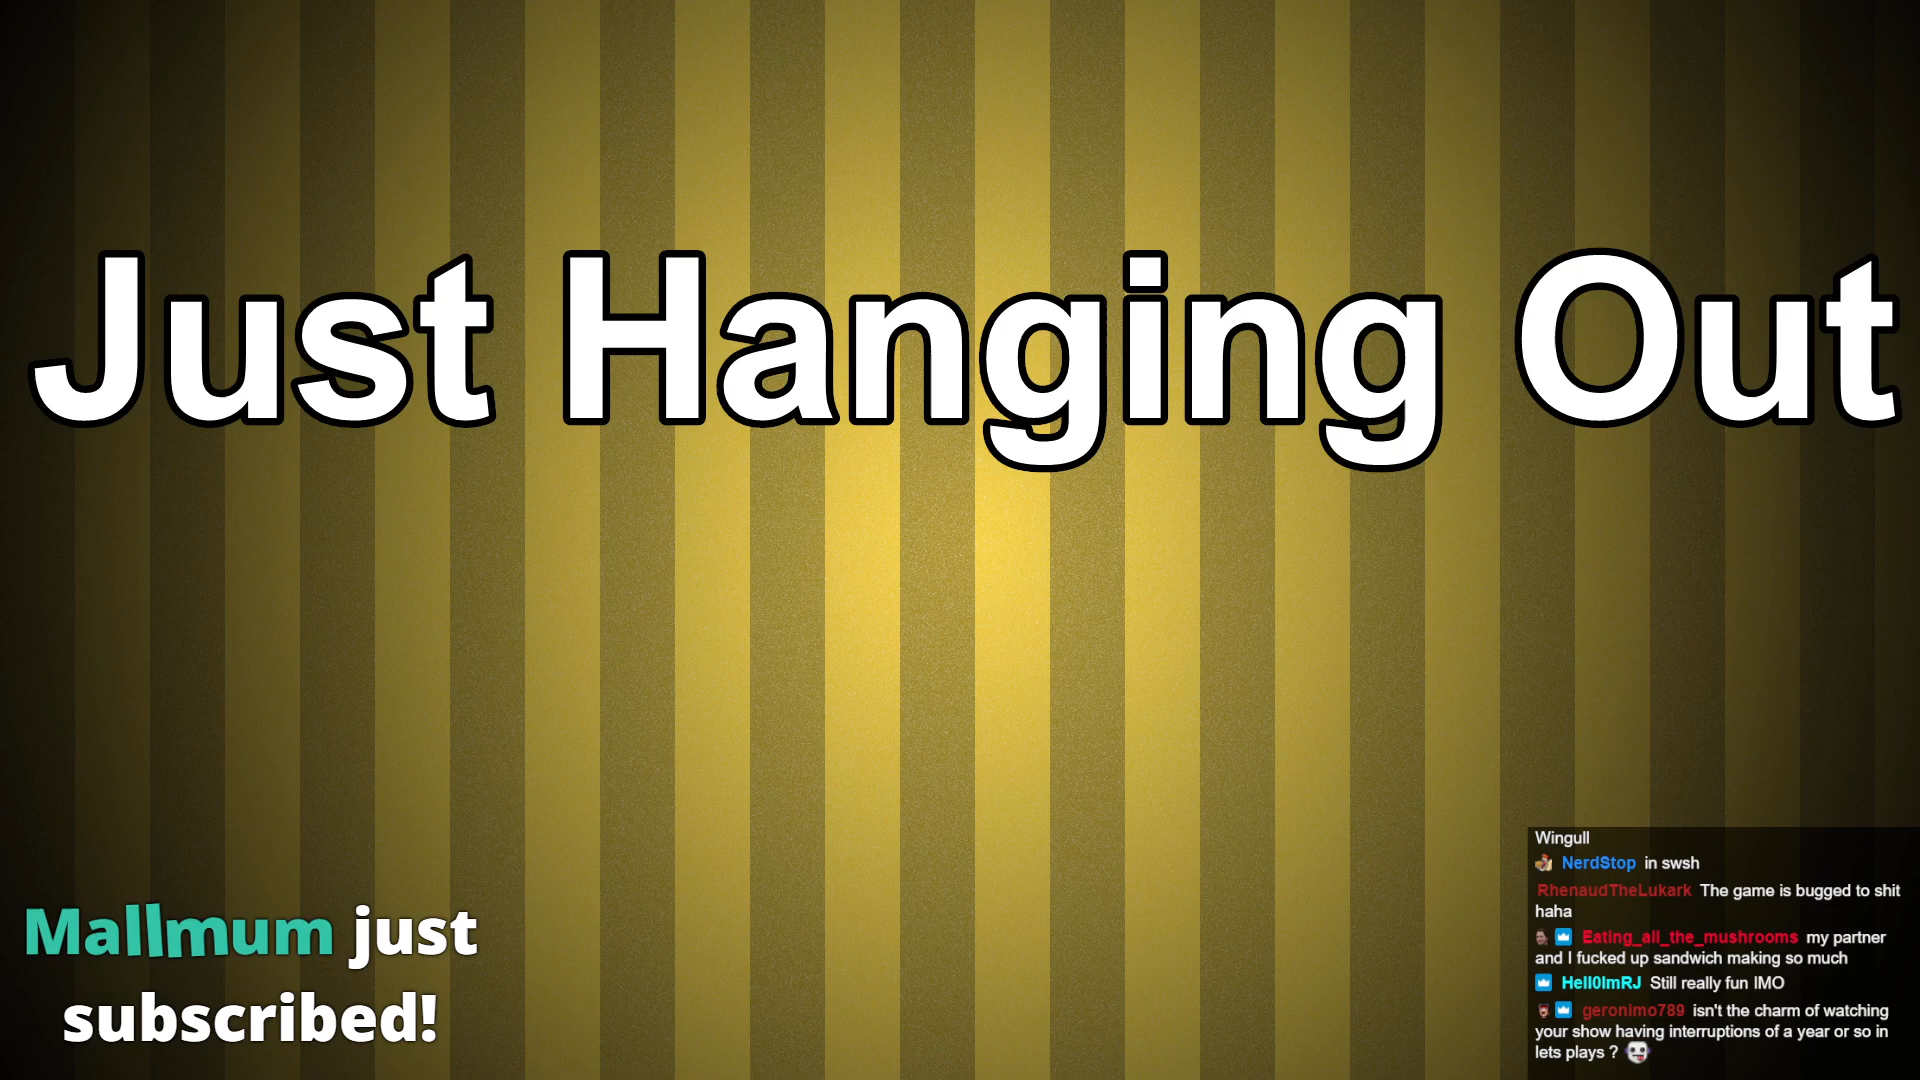 Just Hanging Out
Mallmum just
subscribed!
Wingull
NerdStop in swsh
RhenaudTheLukark The game is bugged to shit
haha
Eating_all_the_mushrooms my partner
and I fucked up sandwich making so much
Hell0ImRJ Still really fun IMO
geronimo789 isn't the charm of watching
your show having interruptions of a year or so in
lets plays ?